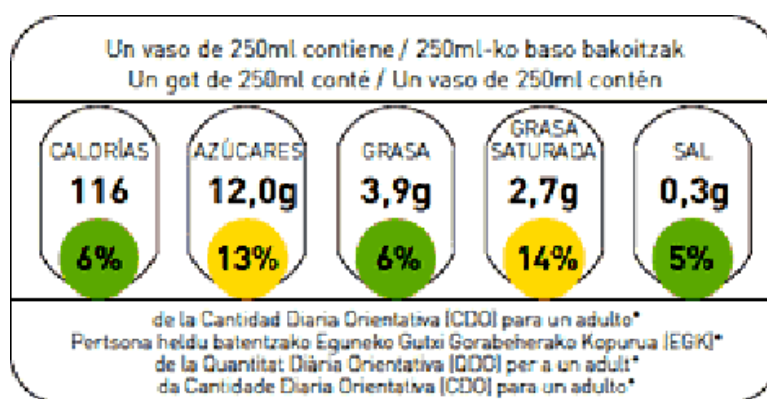 Un vaso de 250ml contiene / 250ml-ko baso bakoitzak
Un got de 250ml conté / Un vaso de 250ml contén
CALORÍAS
116
6%
AZÚCARES
12,0g
13%
GRASA
3,9g
6%
GRASA
SATURADA
2,7g
14%
SAL
0,3g
5%
de la Cantidad Diaria Orientativa (CDO) para un adulto*
Pertsona heldu batentzako Eguneko Gutxi Gorabeherako Kopurua (EGK)*
de la Quantitat Diària Orientativa (QDO) per a un adult*
da Cantidade Diaria Orientativa (CDO) para un adulto*